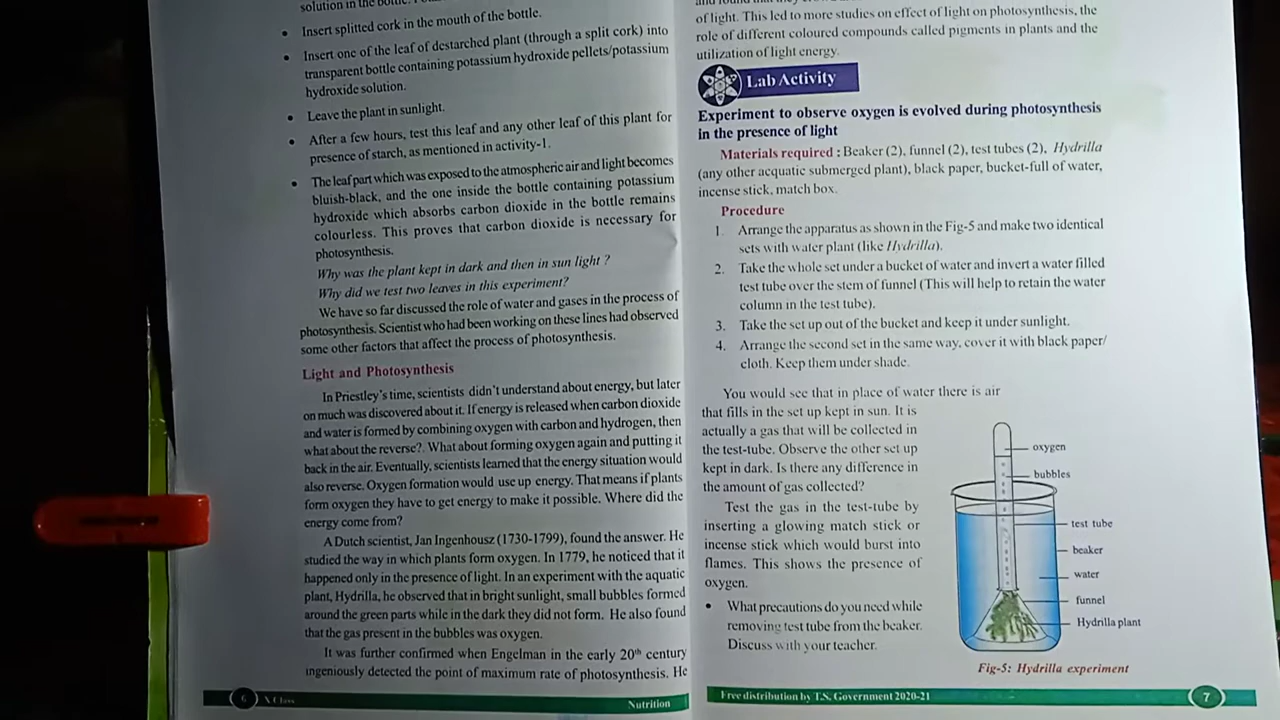 solution in the bottle.
• Insert splitted cork in the mouth of the bottle.
• Insert one of the leaf of destarched plant (through a split cork) into
transparent bottle containing potassium hydroxide pellets/potassium
hydroxide solution.
• Leave the plant in sunlight.
• After a few hours, test this leaf and any other leaf of this plant for
presence of starch, as mentioned in activity-1.
• The leaf part which was exposed to the atmospheric air and light becomes
bluish-black, and the one inside the bottle containing potassium
hydroxide which absorbs carbon dioxide in the bottle remains
colourless. This proves that carbon dioxide is necessary for
photosynthesis.
Why was the plant kept in dark and then in sun light ?
Why did we test two leaves in this experiment?
We have so far discussed the role of water and gases in the process of
photosynthesis. Scientist who had been working on these lines had observed
some other factors that affect the process of photosynthesis.
Light and Photosynthesis
In Priestley's time, scientists didn't understand about energy, but later
on much was discovered about it. If energy is released when carbon dioxide
and water is formed by combining oxygen with carbon and hydrogen, then
what about the reverse?. What about forming oxygen again and putting it
back in the air. Eventually, scientists learned that the energy situation would
also reverse. Oxygen formation would use up energy. That means if plants
form oxygen they have to get energy to make it possible. Where did the
energy come from?
A Dutch scientist, Jan Ingenhousz (1730-1799), found the answer. He
studied the way in which plants form oxygen. In 1779, he noticed that it
happened only in the presence of light. In an experiment with the aquatic
plant, Hydrilla, he observed that in bright sunlight, small bubbles formed
around the green parts while in the dark they did not form. He also found
that the gas present in the bubbles was oxygen.
It was further confirmed when Engelman in the early 20th century
ingeniously detected the point of maximum rate of photosynthesis. He
6 X Class
Nutrition
of light. This led to more studies on effect of light on photosynthesis, the
role of different coloured compounds called pigments in plants and the
utilization of light energy.
Lab Activity
Experiment to observe oxygen is evolved during photosynthesis
in the presence of light
Materials required : Beaker (2), funnel (2), test tubes (2), Hydrilla
(any other acquatic submerged plant), black paper, bucket-full of water,
incense stick, match box.
Procedure
1. Arrange the apparatus as shown in the Fig-5 and make two identical
sets with water plant (like Hydrilla).
2. Take the whole set under a bucket of water and invert a water filled
test tube over the stem of funnel (This will help to retain the water
column in the test tube).
3. Take the set up out of the bucket and keep it under sunlight.
4. Arrange the second set in the same way, cover it with black paper/
cloth. Keep them under shade.
You would see that in place of water there is air
that fills in the set up kept in sun. It is
actually a gas that will be collected in
the test-tube. Observe the other set up
kept in dark. Is there any difference in
the amount of gas collected?
Test the gas in the test-tube by
inserting a glowing match stick or
incense stick which would burst into
flames. This shows the presence of
oxygen.
• What precautions do you need while
removing test tube from the beaker.
Discuss with your teacher.
oxygen
bubbles
test tube
beaker
water
funnel
Hydrilla plant
Fig-5: Hydrilla experiment
Free distribution by T.S. Government 2020-21
7